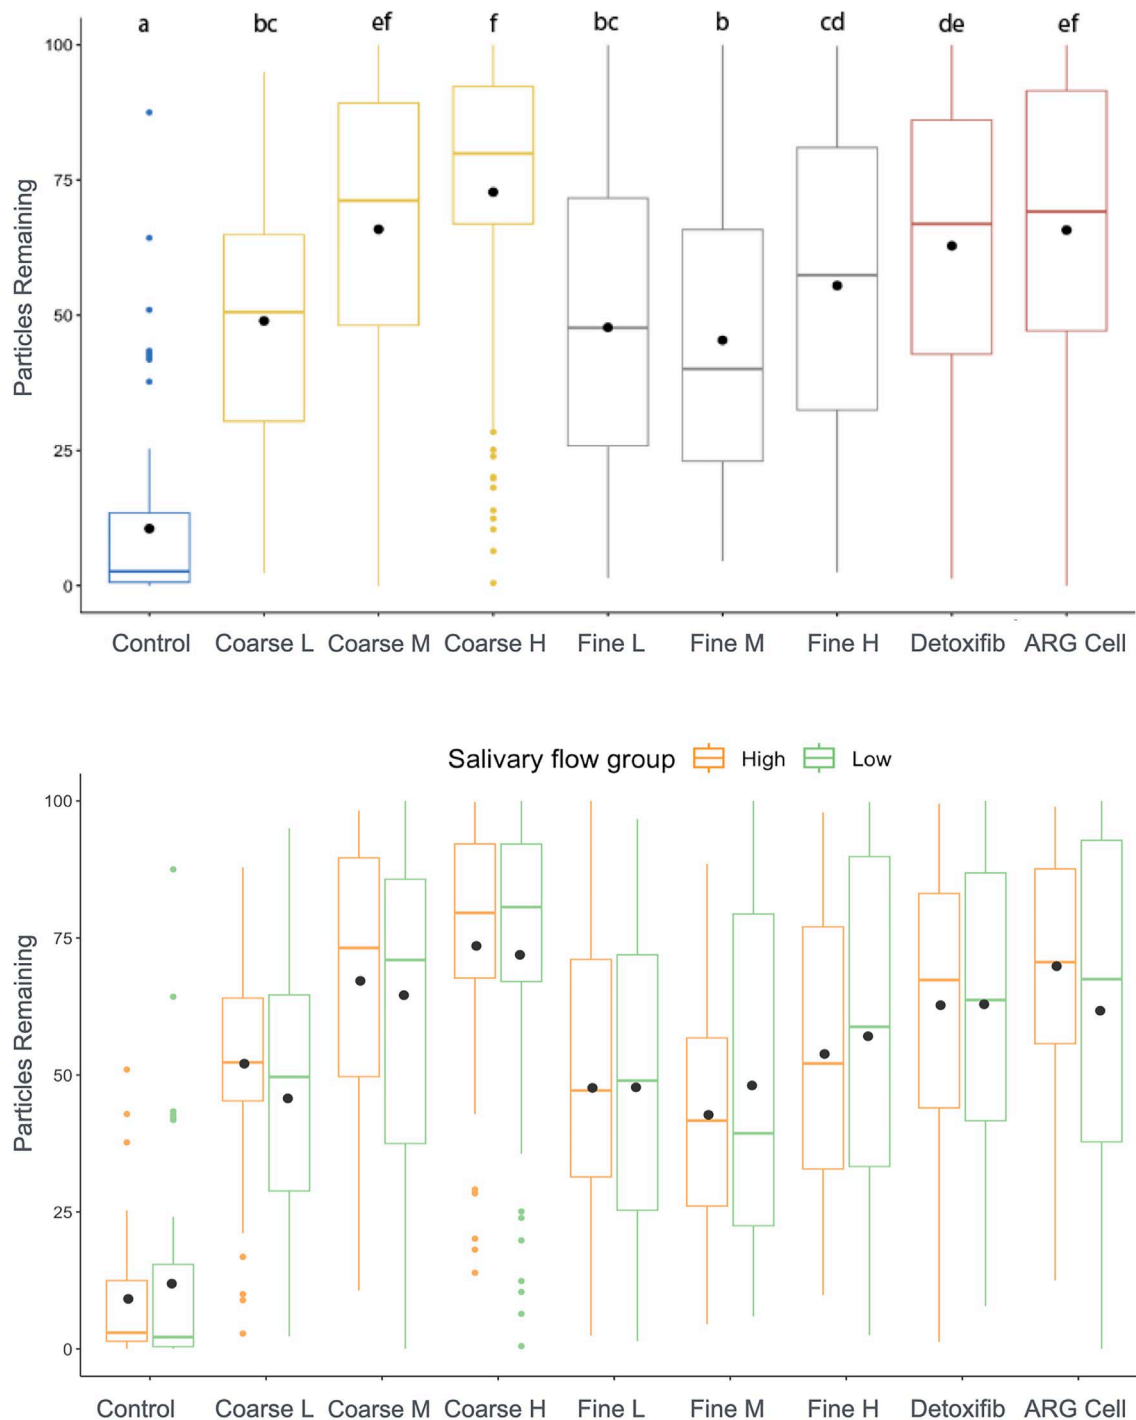 a bc ef f bc b cd de ef
100
75
50
25
0
Particles Remaining
Control Coarse L Coarse M Coarse H Fine L Fine M Fine H Detoxifib ARG Cell
Salivary flow group High Low
100
75
50
25
0
Particles Remaining
Control Coarse L Coarse M Coarse H Fine L Fine M Fine H Detoxifib ARG Cell